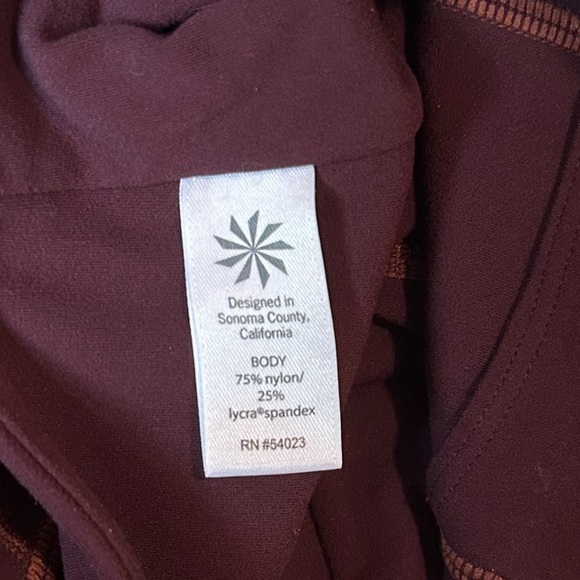 Designed in
Sonoma County,
California
BODY
75% nylon/
25%
lycra®spandex
RN #54023